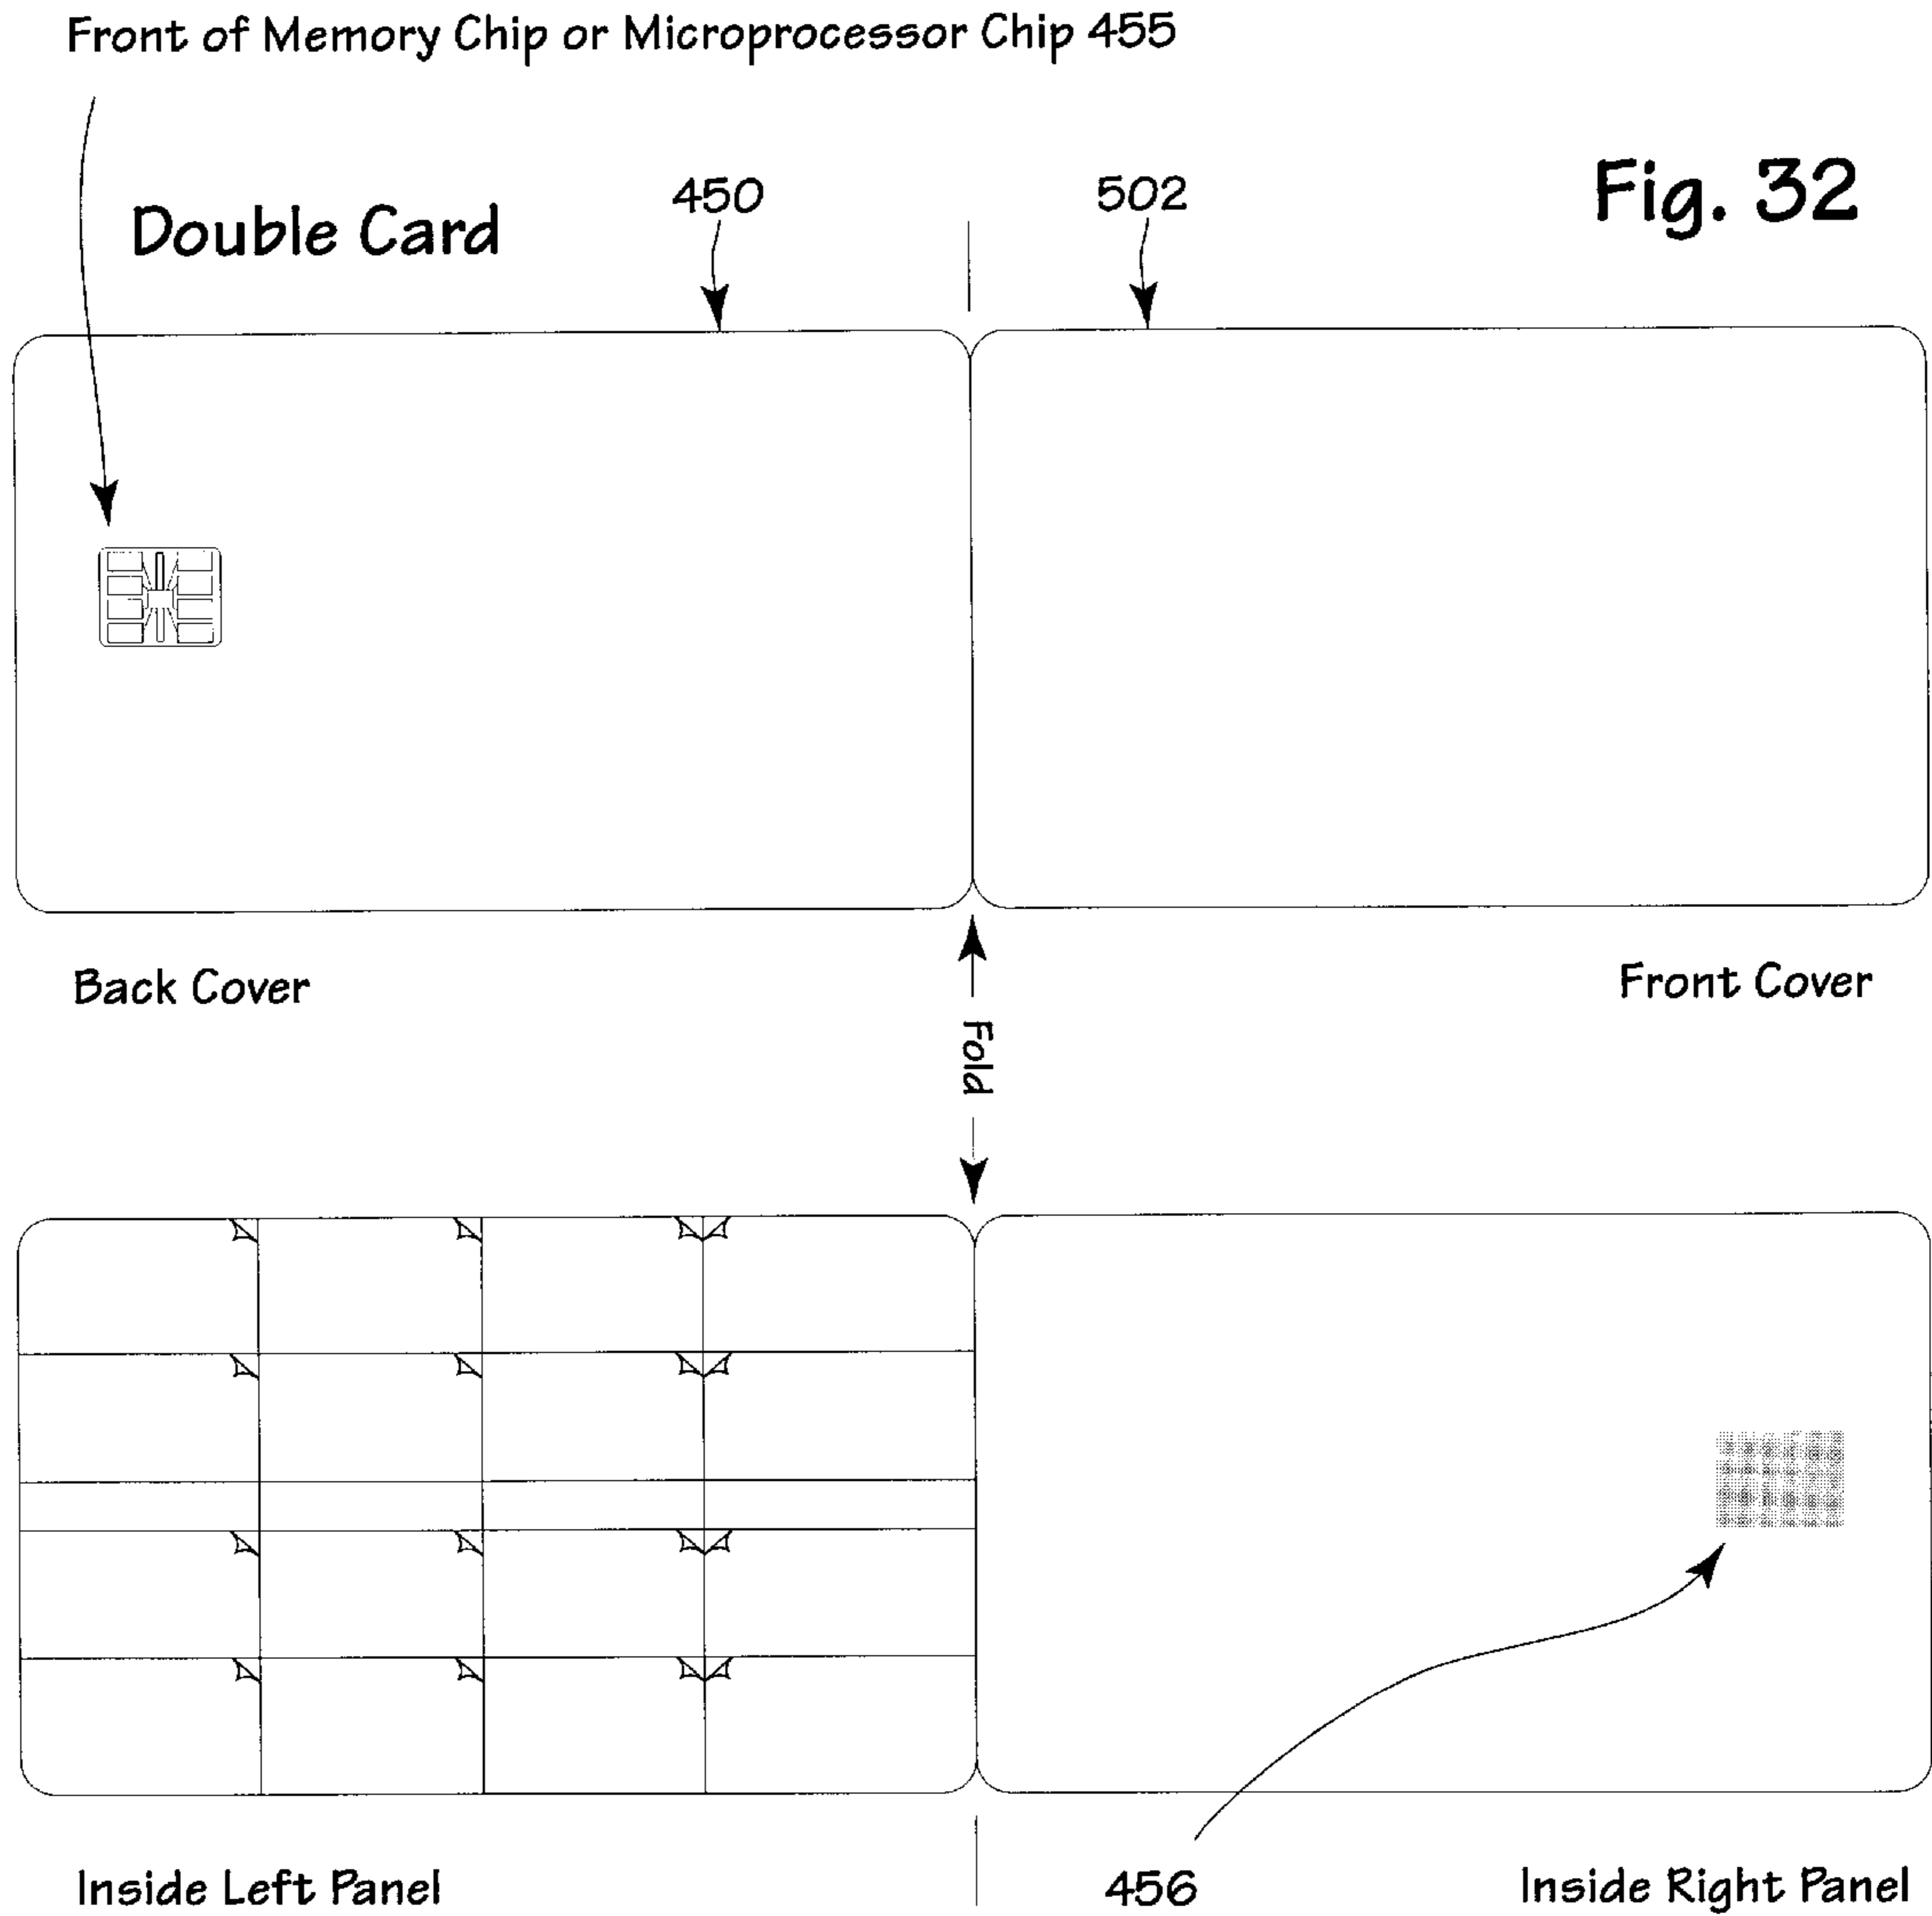 Front of Memory Chip or Microprocessor Chip 455
Fig. 32
Double Card
450
502
Back Cover
Front Cover
Fold
Inside Left Panel
456
Inside Right Panel